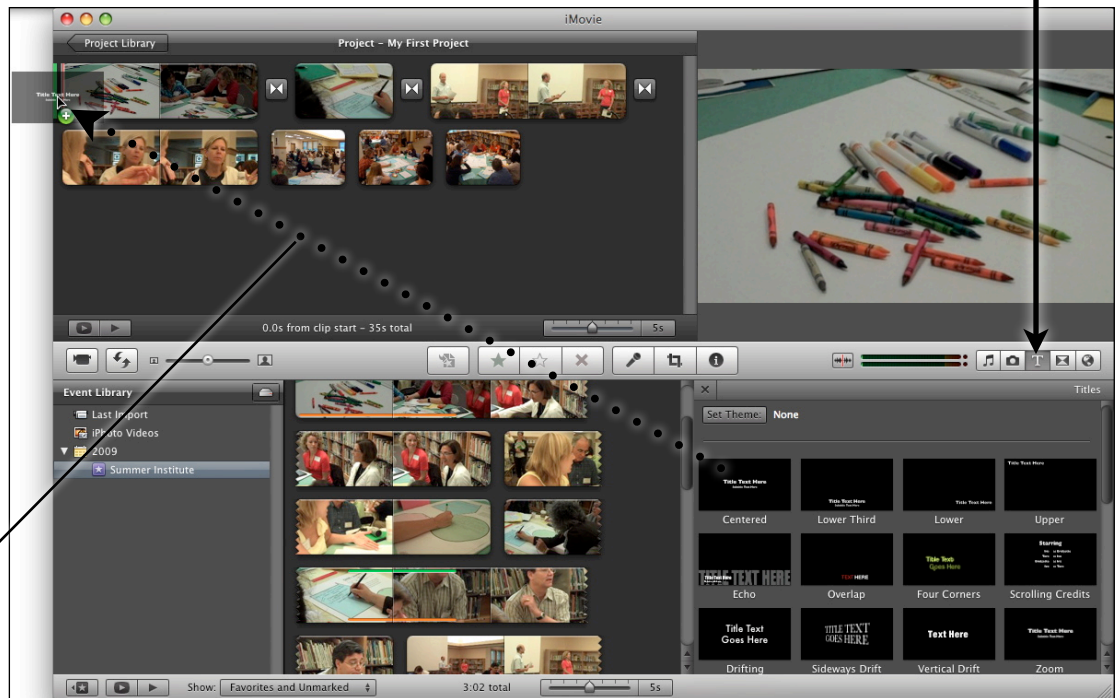 iMovie
Project Library
Project - My First Project
Title Text Here
0.0s from clip start - 35s total
5s
Event Library
Last Import
iPhoto Videos
2009
Summer Institute
Titles
Set Theme: None
Title Text Here
Centered
Title Text Here
Lower Third
Title Text Here
Lower
Title Text Here
Upper
TITLE TEXT HERE
Echo
TEXT HERE
Overlap
Title Text
Goes Here
Four Corners
Starring
Scrolling Credits
Title Text
Goes Here
Drifting
TITLE TEXT
GOES HERE
Sideways Drift
Text Here
Vertical Drift
Title Text Here
Zoom
Show: Favorites and Unmarked
3:02 total
5s